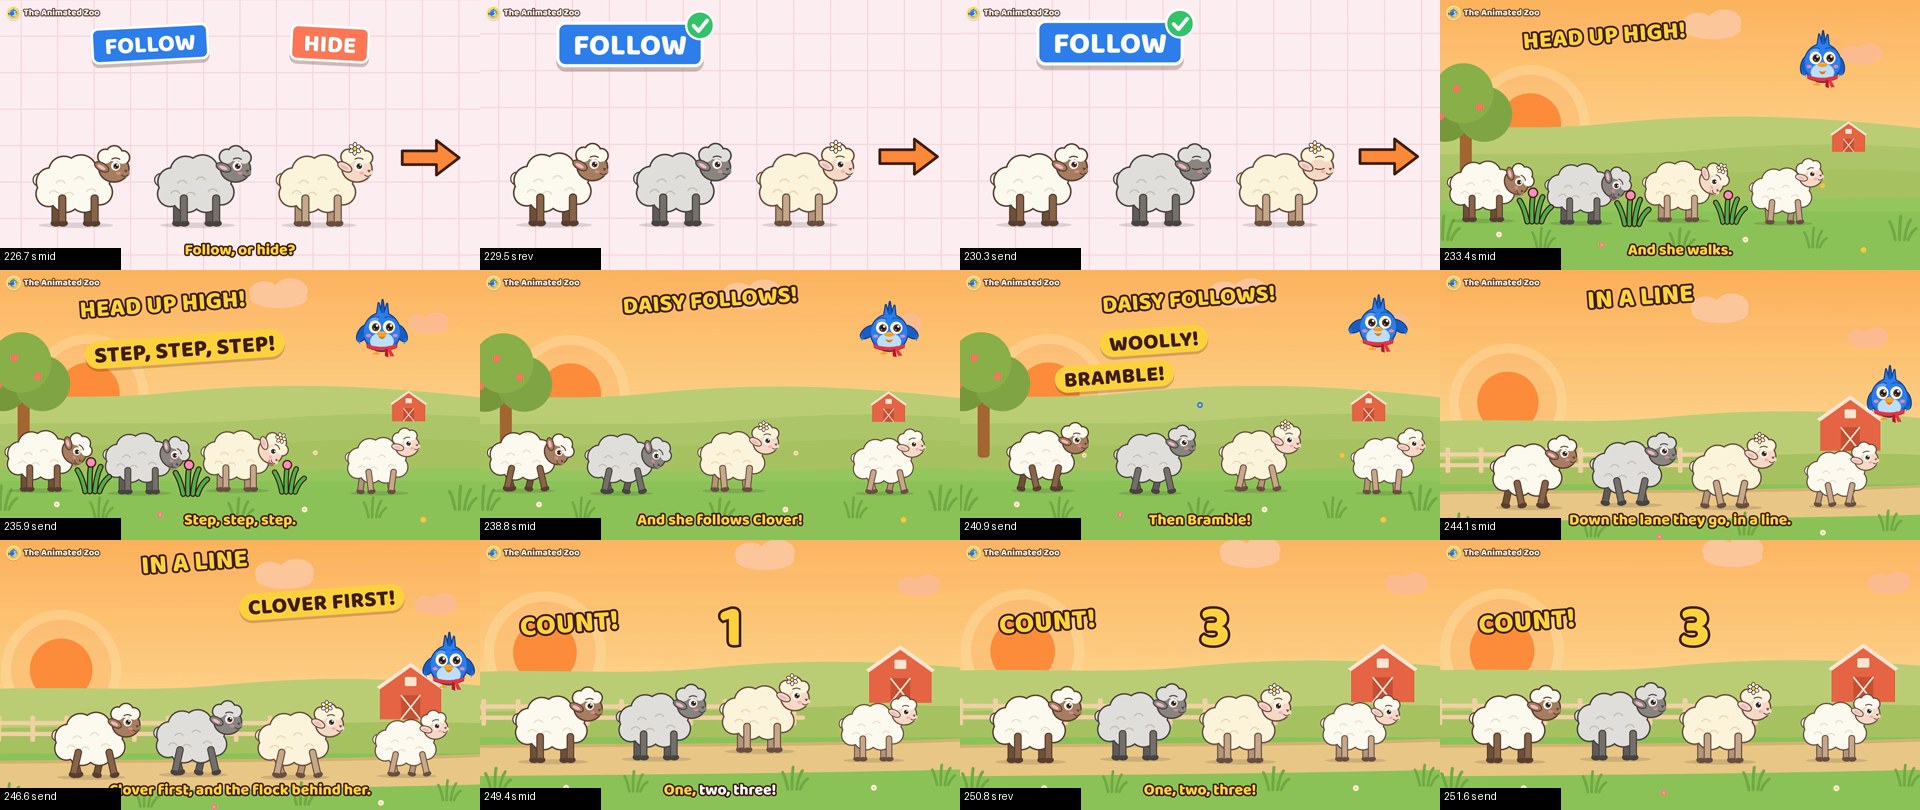 The Animated Zoo
FOLLOW
HIDE
Follow, or hide?
226.7 s mid
The Animated Zoo
FOLLOW
229.5 s rev
The Animated Zoo
FOLLOW
230.3 s end
The Animated Zoo
HEAD UP HIGH!
And she walks.
233.4 s mid
The Animated Zoo
HEAD UP HIGH!
STEP, STEP, STEP!
Step, step, step.
235.9 s end
The Animated Zoo
DAISY FOLLOWS!
And she follows Clover!
238.8 s mid
The Animated Zoo
DAISY FOLLOWS!
WOOLLY!
BRAMBLE!
Then Bramble!
240.9 s end
The Animated Zoo
IN A LINE
Down the lane they go, in a line.
244.1 s mid
The Animated Zoo
IN A LINE
CLOVER FIRST!
Clover first, and the flock behind her.
246.6 s end
The Animated Zoo
COUNT!
1
One, two, three!
249.4 s mid
The Animated Zoo
COUNT!
3
One, two, three!
250.8 s rev
The Animated Zoo
COUNT!
3
251.6 s end